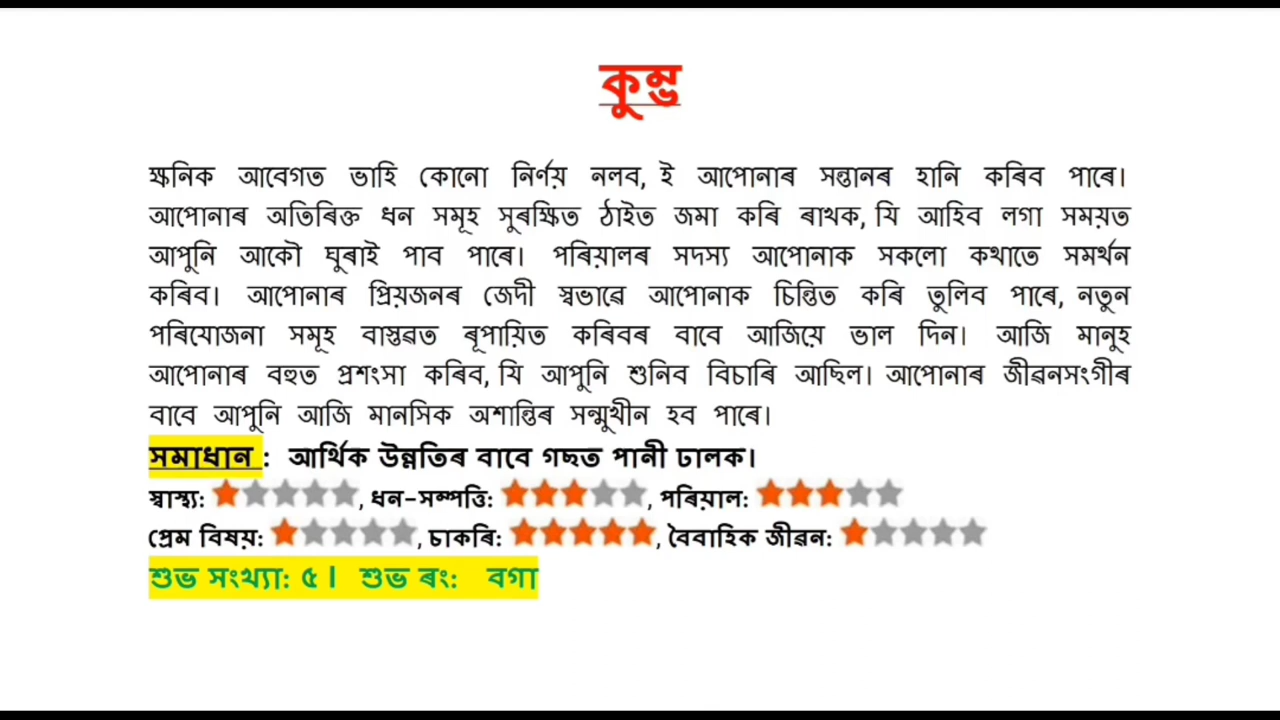 কুম্ভ
ক্ষনিক আবেগত ভাহি কোনো নিৰ্ণয় নলব, ই আপোনাৰ সন্তানৰ হানি কৰিব পাৰে।
আপোনাৰ অতিৰিক্ত ধন সমূহ সুৰক্ষিত ঠাইত জমা কৰি ৰাখক, যি আহিব লগা সময়ত
আপুনি আকৌ ঘুৰাই পাব পাৰে। পৰিয়ালৰ সদস্য আপোনাক সকলো কথাতে সমৰ্থন
কৰিব। আপোনাৰ প্ৰিয়জনৰ জেদী স্বভাৱে আপোনাক চিন্তিত কৰি তুলিব পাৰে, নতুন
পৰিযোজনা সমূহ বাস্তৱত ৰূপায়িত কৰিবৰ বাবে আজিয়ে ভাল দিন। আজি মানুহ
আপোনাৰ বহুত প্ৰশংসা কৰিব, যি আপুনি শুনিব বিচাৰি আছিল। আপোনাৰ জীৱনসংগীৰ
বাবে আপুনি আজি মানসিক অশান্তিৰ সন্মুখীন হব পাৰে।
সমাধান : আৰ্থিক উন্নতিৰ বাবে গছত পানী ঢালক।
স্বাস্থ্য: ★★★★★, ধন-সম্পত্তি: ★★★★★, পৰিয়াল: ★★★★★
প্ৰেম বিষয়: ★★★★★, চাকৰি: ★★★★★, বৈবাহিক জীৱন: ★★★★★
শুভ সংখ্যা: ৫। শুভ ৰং: বগা